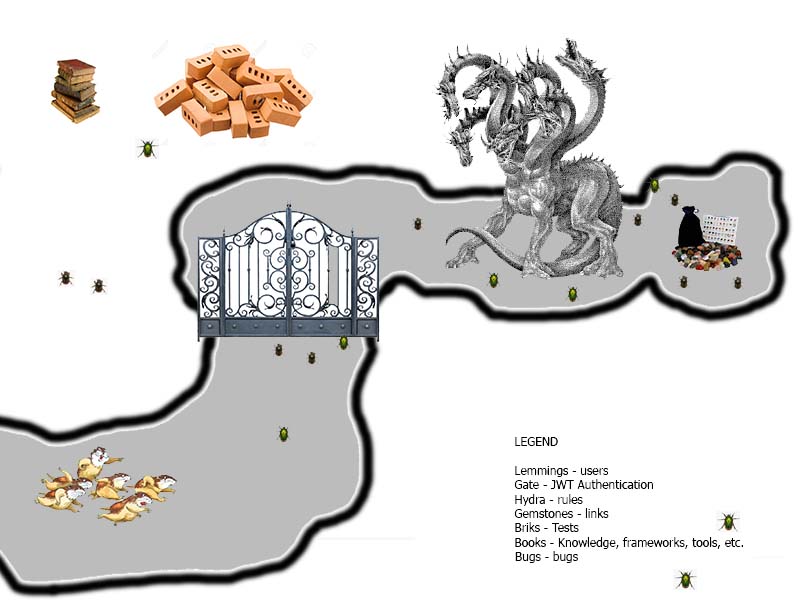 LEGEND
Lemmings - users
Gate - JWT Authentication
Hydra - rules
Gemstones - links
Briks - Tests
Books - Knowledge, frameworks, tools, etc.
Bugs - bugs